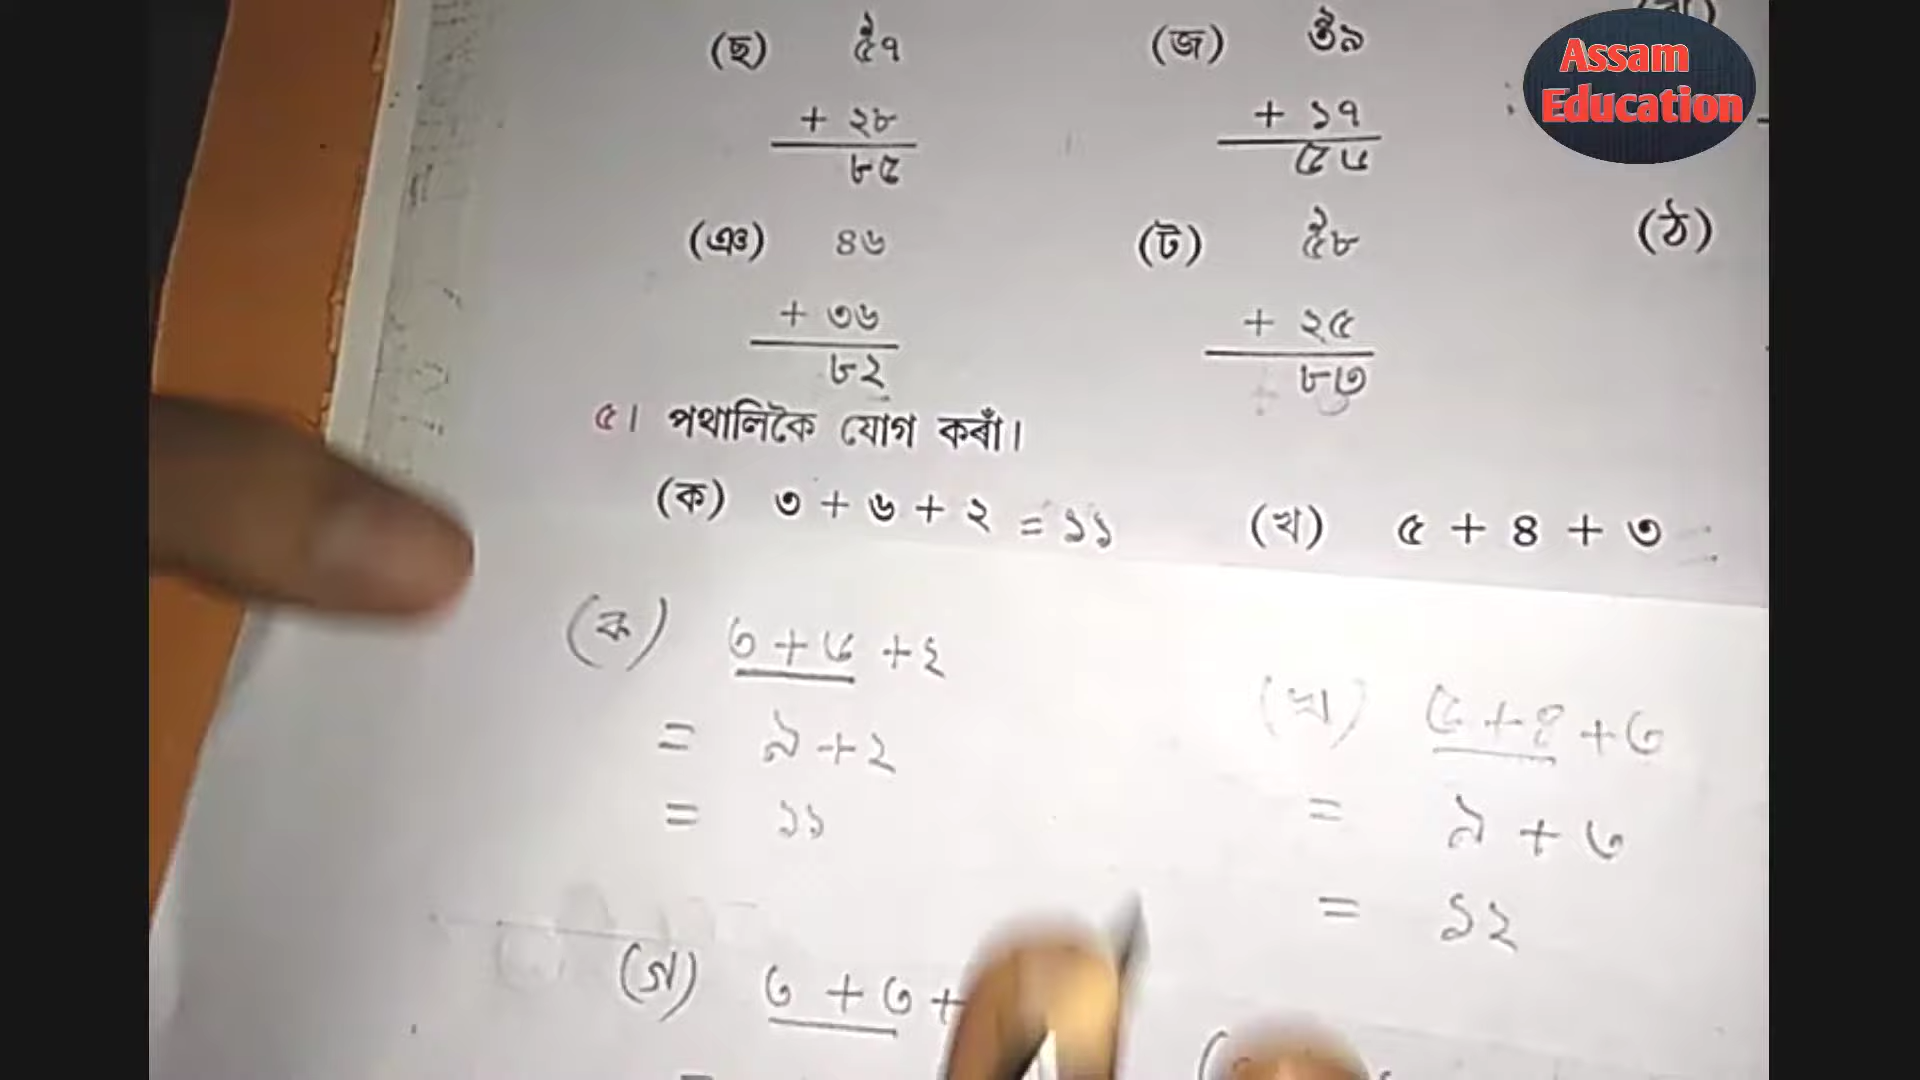 Assam
Education
(ছ) ৫৭ (জ) ৩৯
+ ২৮ + ১৭
৮৫ ৫৬
(ঞ) ৪৬ (ট) ৫৮ (ঠ)
+ ৩৬ + ২৫
৮২ ৮৩
৫। পথালিকৈ যোগ কৰোঁ।
(ক) ৩ + ৬ + ২ = ১১ (খ) ৫ + ৪ + ৩ =
(ক) ৩ + ৬ + ২ (খ) ৫ + ৪ + ৩
= ৯ + ২ = ৯ + ৩
= ১১ = ১২
(গ) ৩ + ৩ +